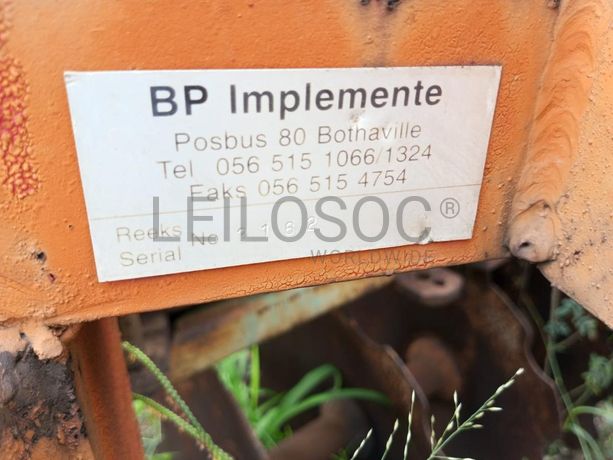 BP Implemente
Posbus 80 Bothaville
Tel 056 515 1066/1324
Faks 056 515 4754
Reeks
Serial No
LEILOSOC®
WORLDWIDE